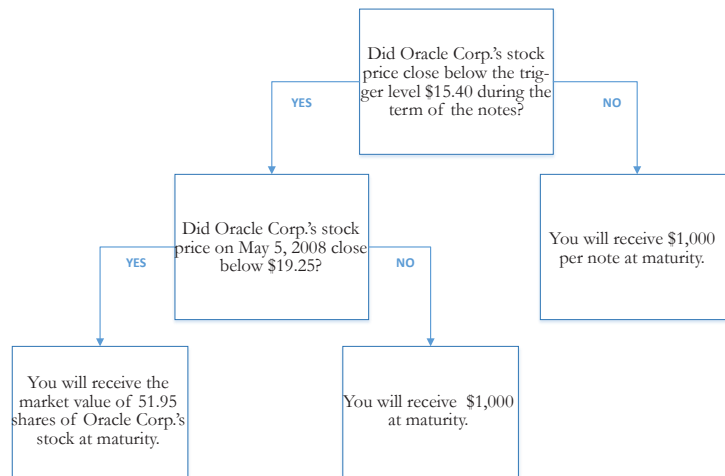 Did Oracle Corp.'s stock
price close below the trig-
ger level $15.40 during the
term of the notes?
YES
NO
Did Oracle Corp.'s stock
price on May 5, 2008 close
below $19.25?
You will receive $1,000
per note at maturity.
YES
NO
You will receive the
market value of 51.95
shares of Oracle Corp.'s
stock at maturity.
You will receive $1,000
at maturity.